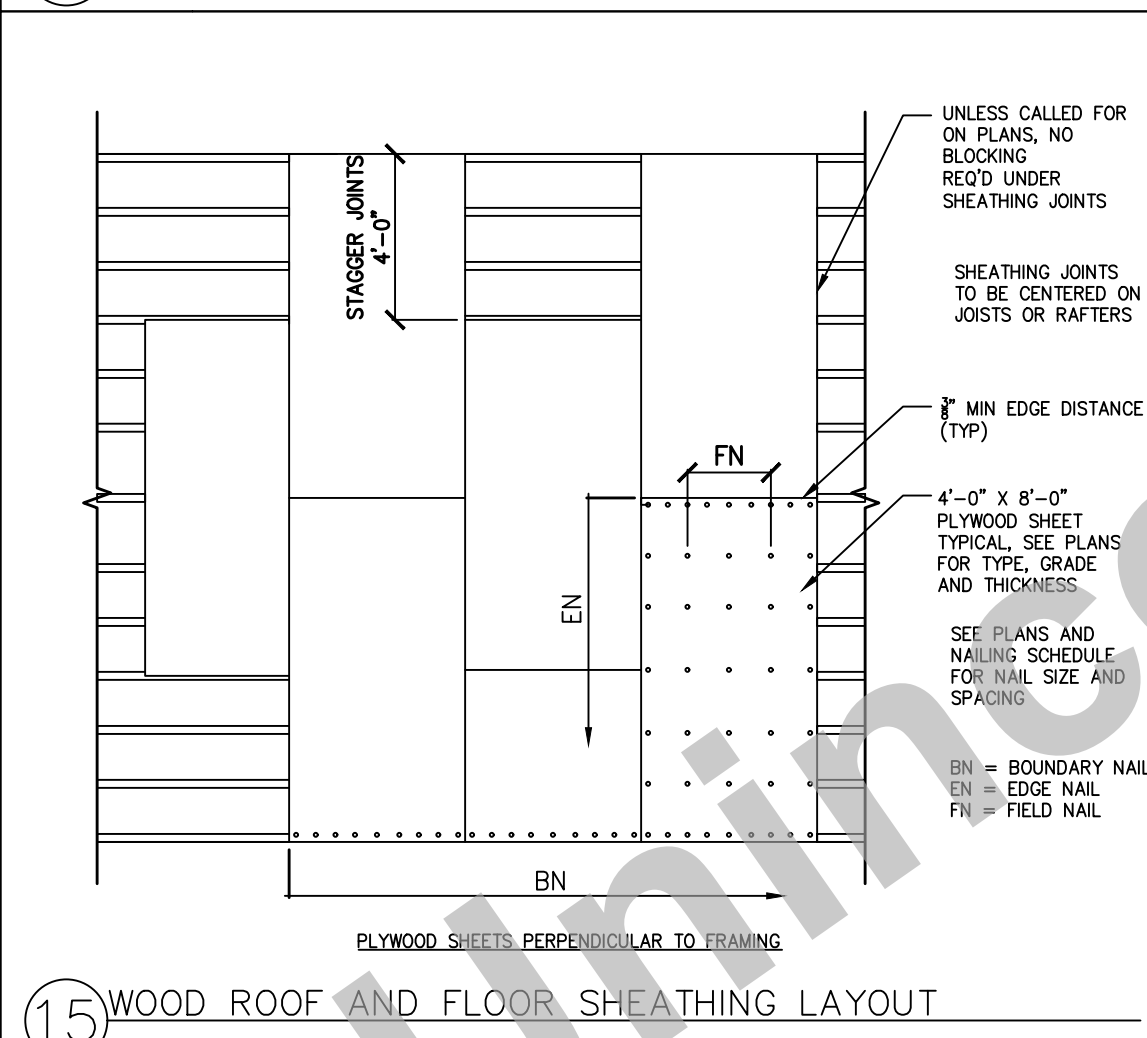 UNLESS CALLED FOR
ON PLANS, NO
BLOCKING
REQ'D UNDER
SHEATHING JOINTS
STAGGER JOINTS
4'-0"
SHEATHING JOINTS
TO BE CENTERED ON
JOISTS OR RAFTERS
3/8" MIN EDGE DISTANCE
(TYP)
FN
4'-0" X 8'-0"
PLYWOOD SHEET
TYPICAL, SEE PLANS
FOR TYPE, GRADE
AND THICKNESS
EN
SEE PLANS AND
NAILING SCHEDULE
FOR NAIL SIZE AND
SPACING
BN = BOUNDARY NAIL
EN = EDGE NAIL
FN = FIELD NAIL
BN
PLYWOOD SHEETS PERPENDICULAR TO FRAMING
15 WOOD ROOF AND FLOOR SHEATHING LAYOUT